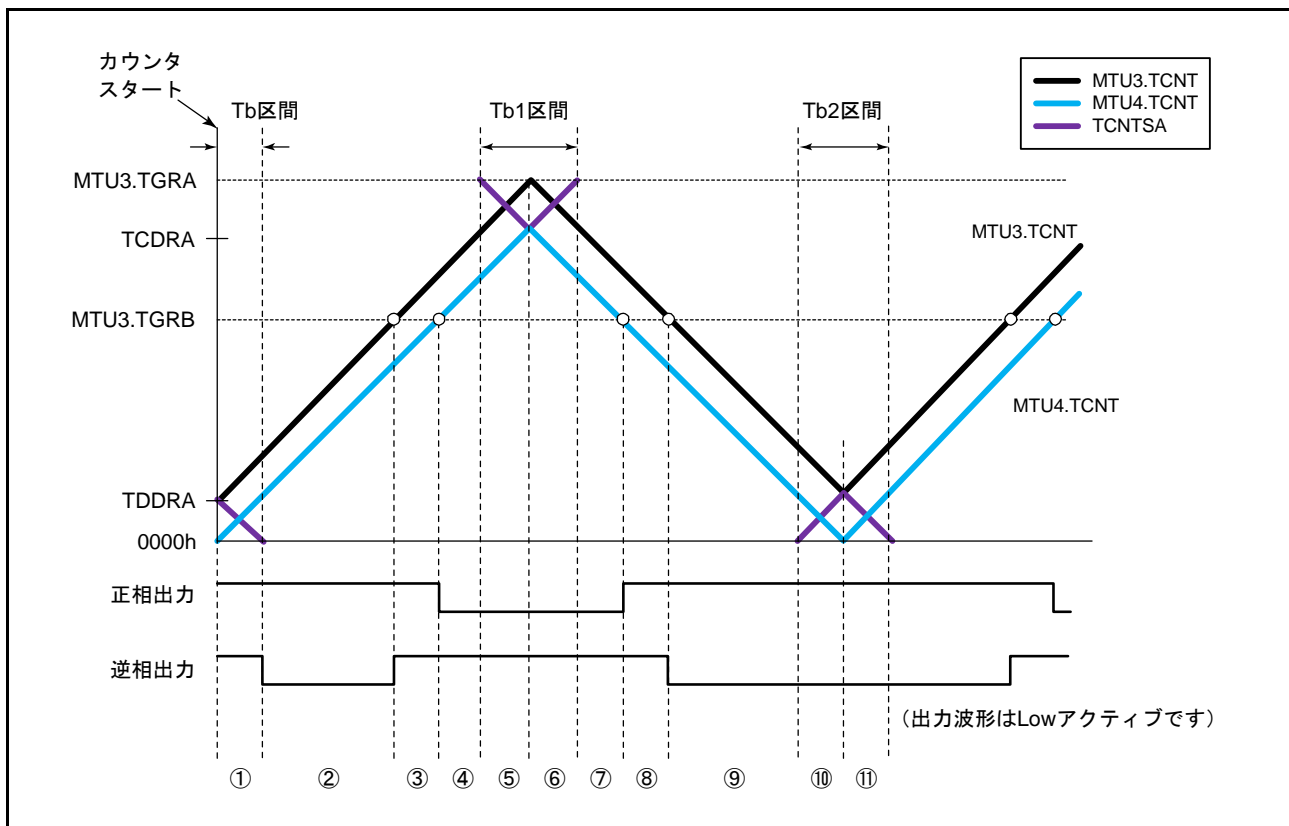 カウンタ
スタート
Tb区間
Tb1区間
Tb2区間
MTU3.TCNT
MTU4.TCNT
TCNTSA
MTU3.TGRA
TCDRA
MTU3.TCNT
MTU3.TGRB
MTU4.TCNT
TDDRA
0000h
正相出力
逆相出力
（出力波形はLowアクティブです）
① ② ③ ④ ⑤ ⑥ ⑦ ⑧ ⑨ ⑩ ⑪